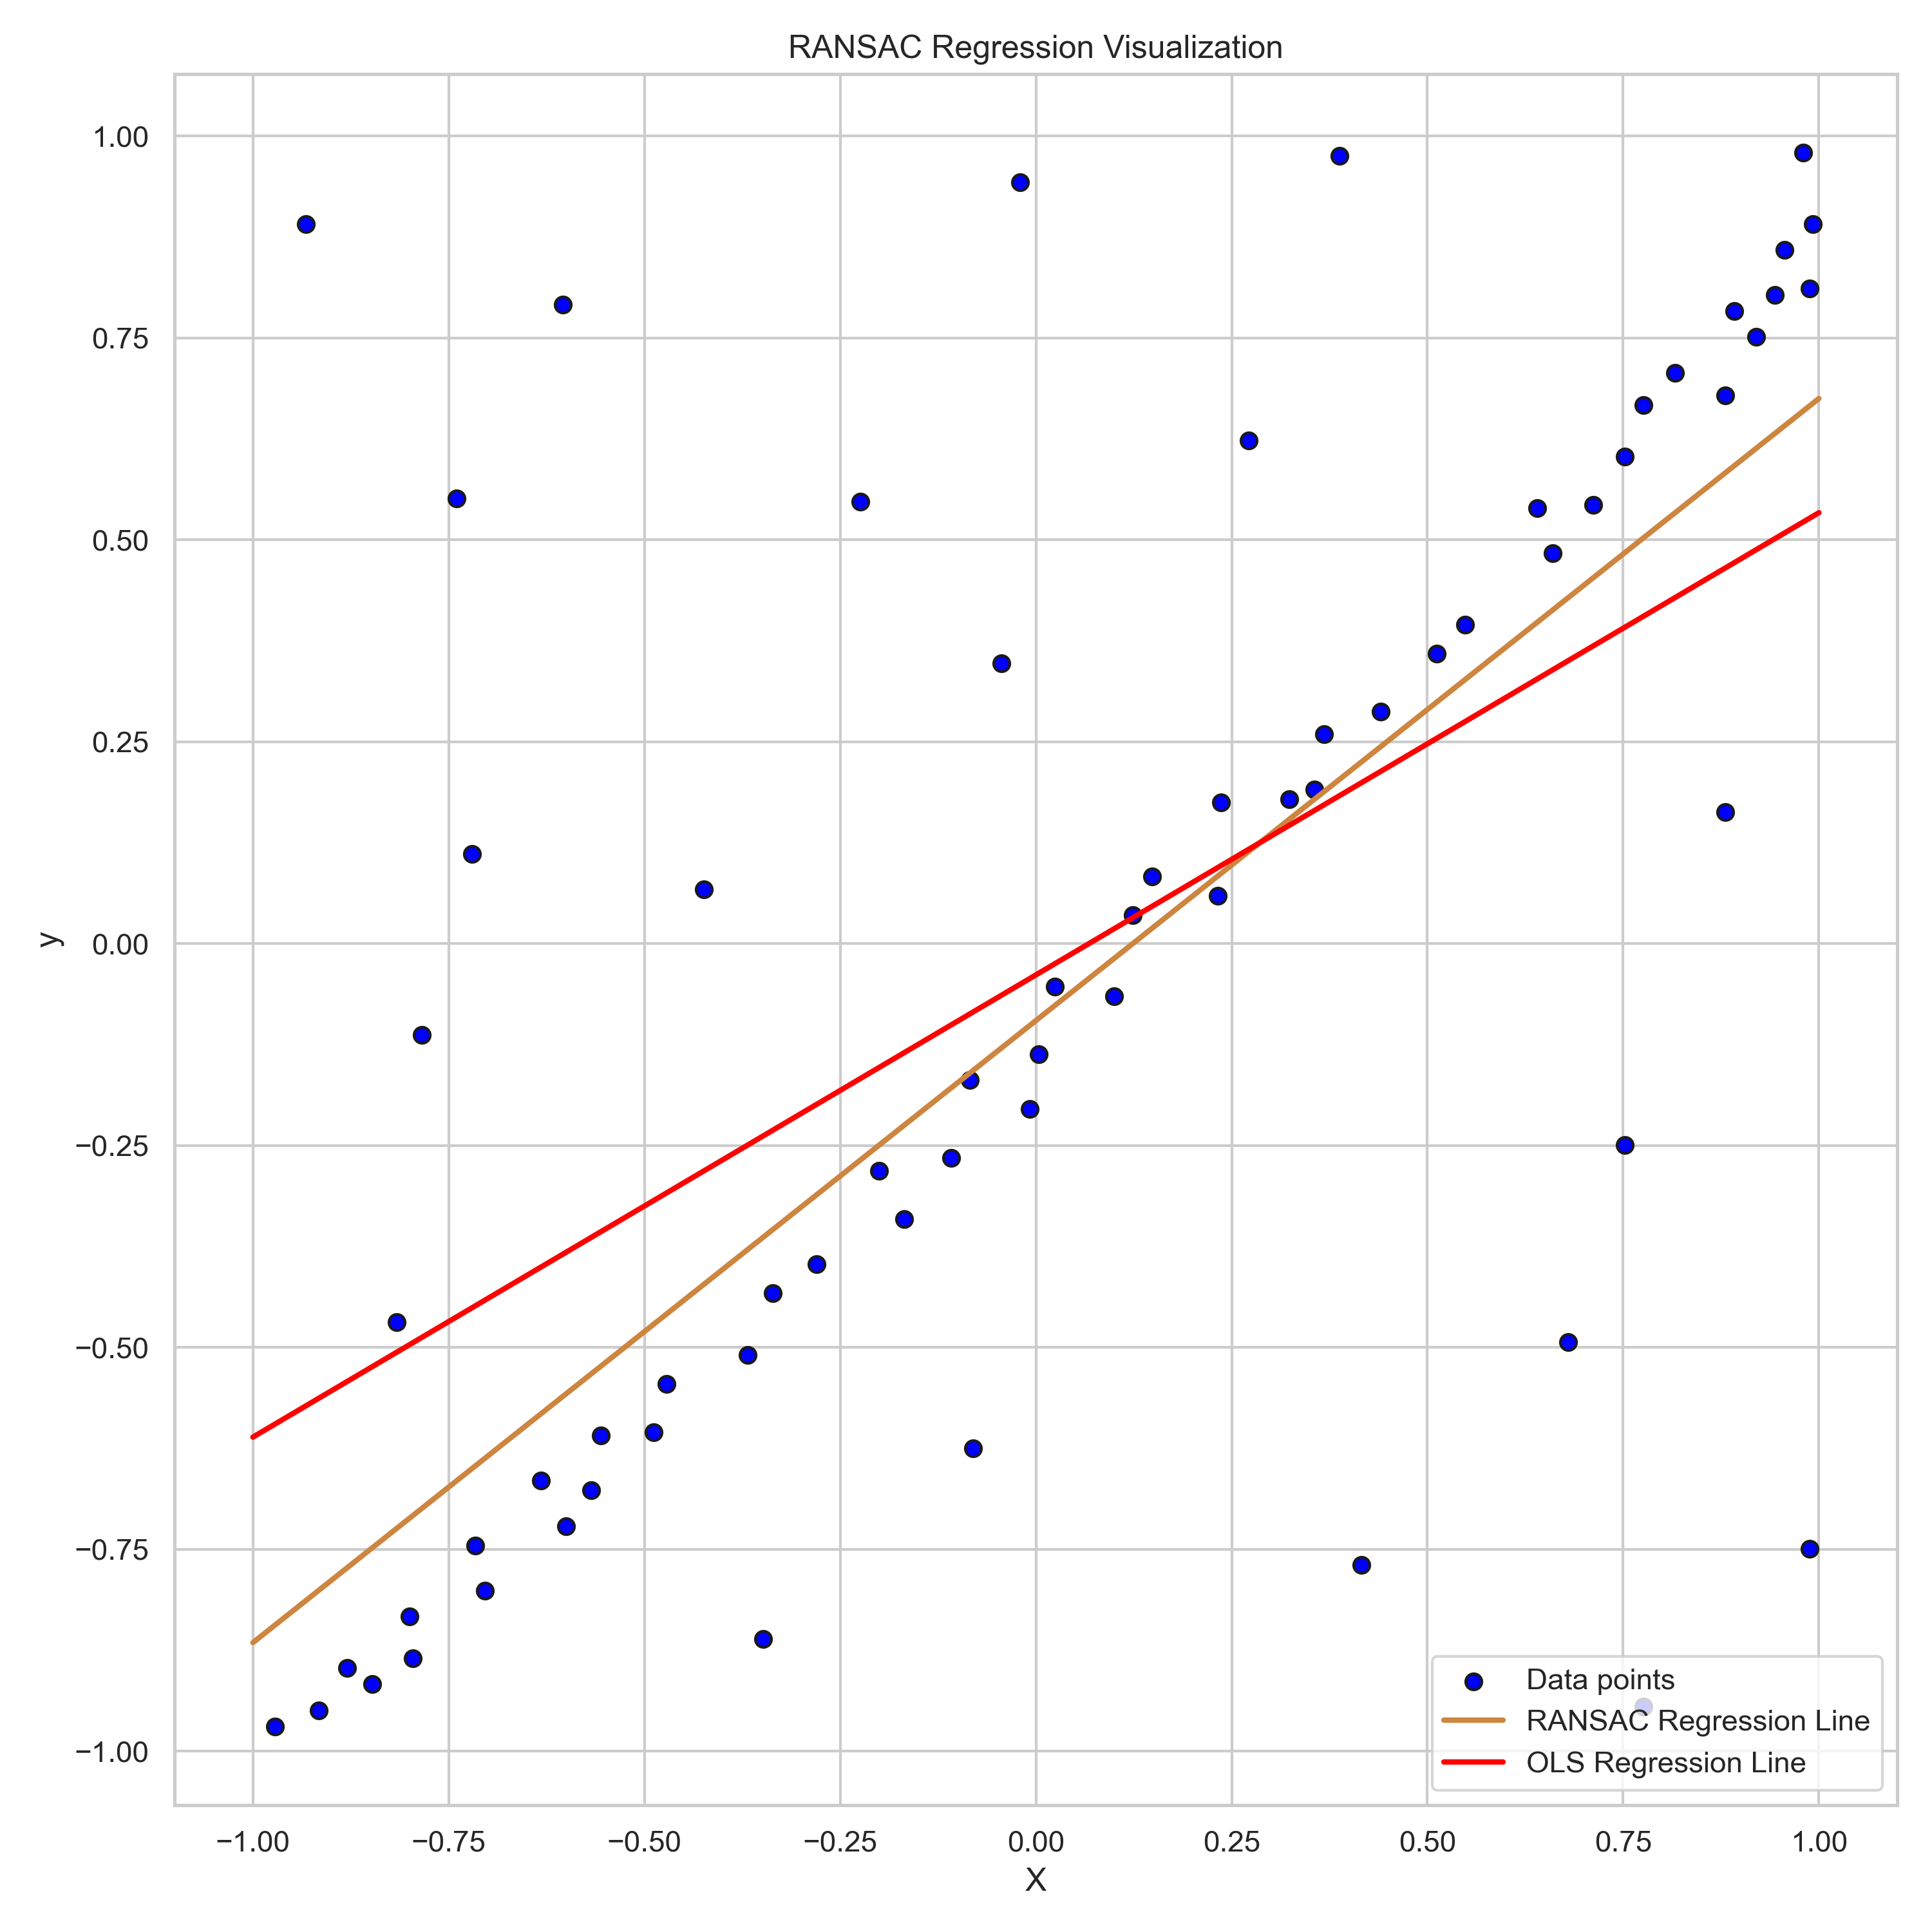 RANSAC Regression Visualization
1.00
0.75
0.50
0.25
0.00
−0.25
−0.50
−0.75
−1.00
y
−1.00 −0.75 −0.50 −0.25 0.00 0.25 0.50 0.75 1.00
X
Data points
RANSAC Regression Line
OLS Regression Line